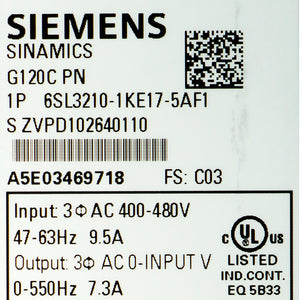 SIEMENS
SINAMICS
G120C PN
1P 6SL3210-1KE17-5AF1
S ZVPD102640110
A5E03469718 FS: C03
Input: 3Φ AC 400-480V
47-63Hz 9.5A
Output: 3Φ AC 0-INPUT V
0-550Hz 7.3A
C UL US
LISTED
IND.CONT.
EQ 5B33